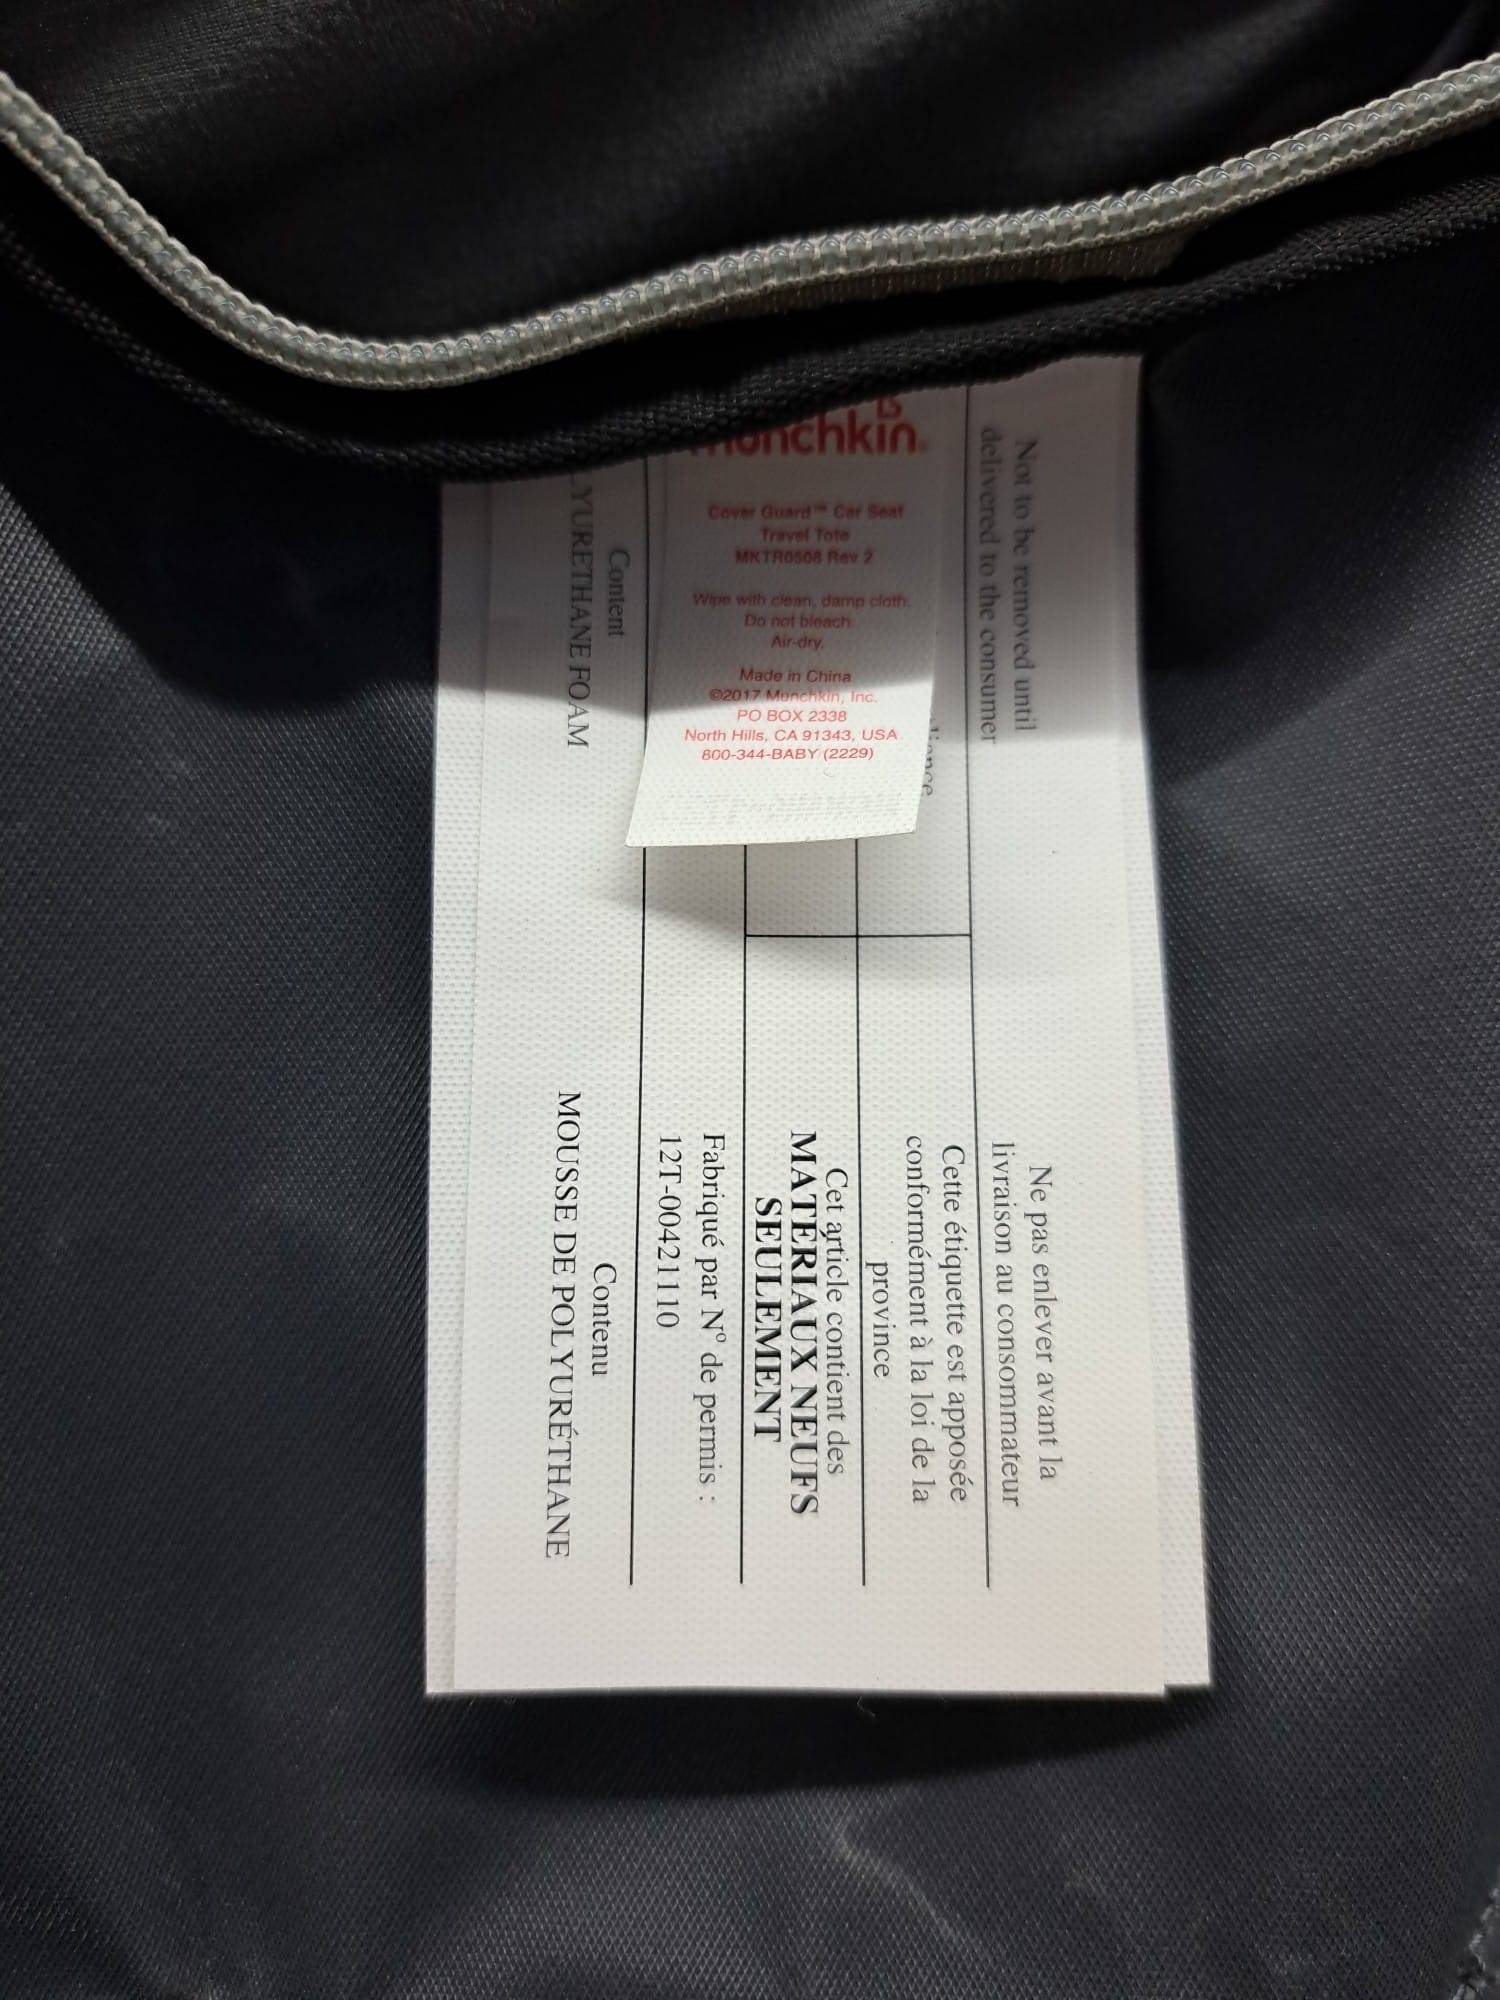 munchkin®
Cover Guard™ Car Seat
Travel Tote
MKTR0508 Rev 2
Wipe with clean, damp cloth.
Do not bleach.
Air-dry.
Made in China
©2017 Munchkin, Inc.
PO BOX 2338
North Hills, CA 91343, USA
800-344-BABY (2229)
Not to be removed until
delivered to the consumer
Content
LYURETHANE FOAM
Ne pas enlever avant la
livraison au consommateur
Cette étiquette est apposée
conformément à la loi de la
province
Cet article contient des
MATÉRIAUX NEUFS
SEULEMENT
Fabriqué par N° de permis :
12T-00421110
Contenu
MOUSSE DE POLYURÉTHANE